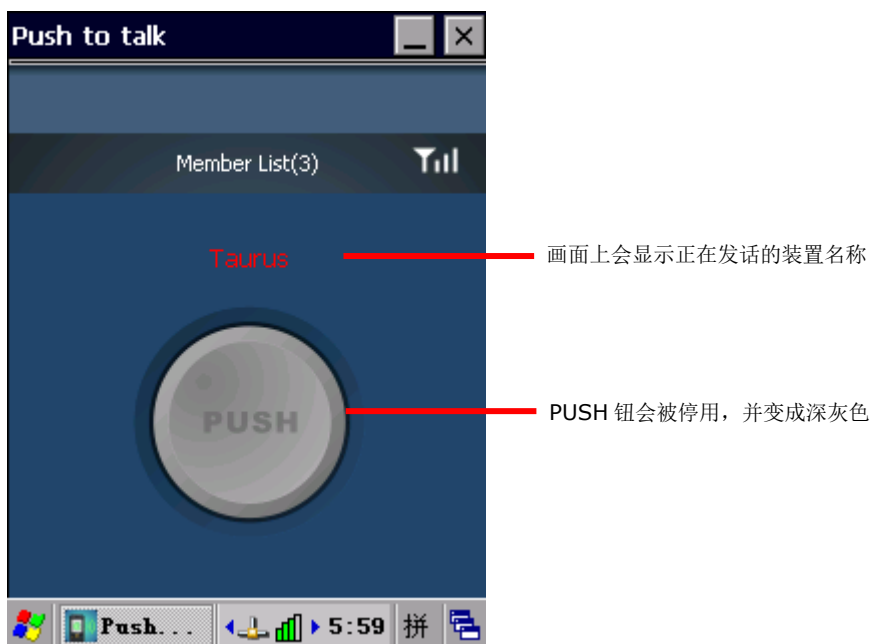 Push to talk
Member List(3)
Taurus
画面上会显示正在发话的装置名称
PUSH
PUSH 钮会被停用，并变成深灰色
Push... 5:59 拼